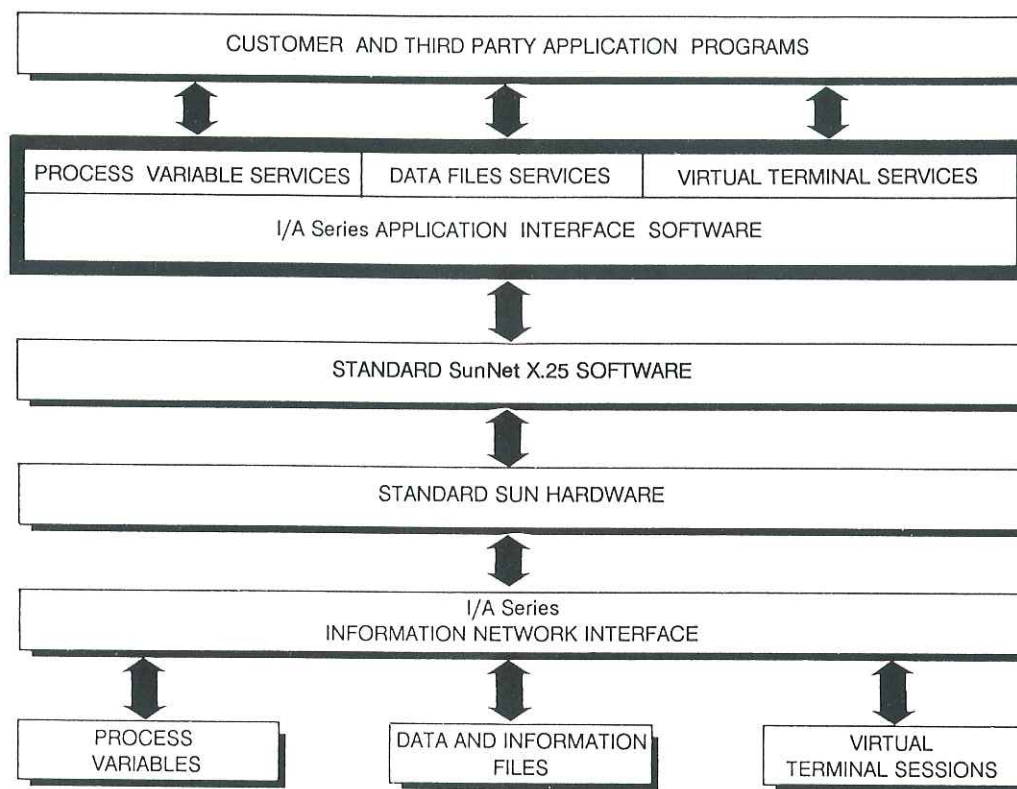 CUSTOMER AND THIRD PARTY APPLICATION PROGRAMS
PROCESS VARIABLE SERVICES
DATA FILES SERVICES
VIRTUAL TERMINAL SERVICES
I/A Series APPLICATION INTERFACE SOFTWARE
STANDARD SunNet X.25 SOFTWARE
STANDARD SUN HARDWARE
I/A Series
INFORMATION NETWORK INTERFACE
PROCESS
VARIABLES
DATA AND INFORMATION
FILES
VIRTUAL
TERMINAL SESSIONS